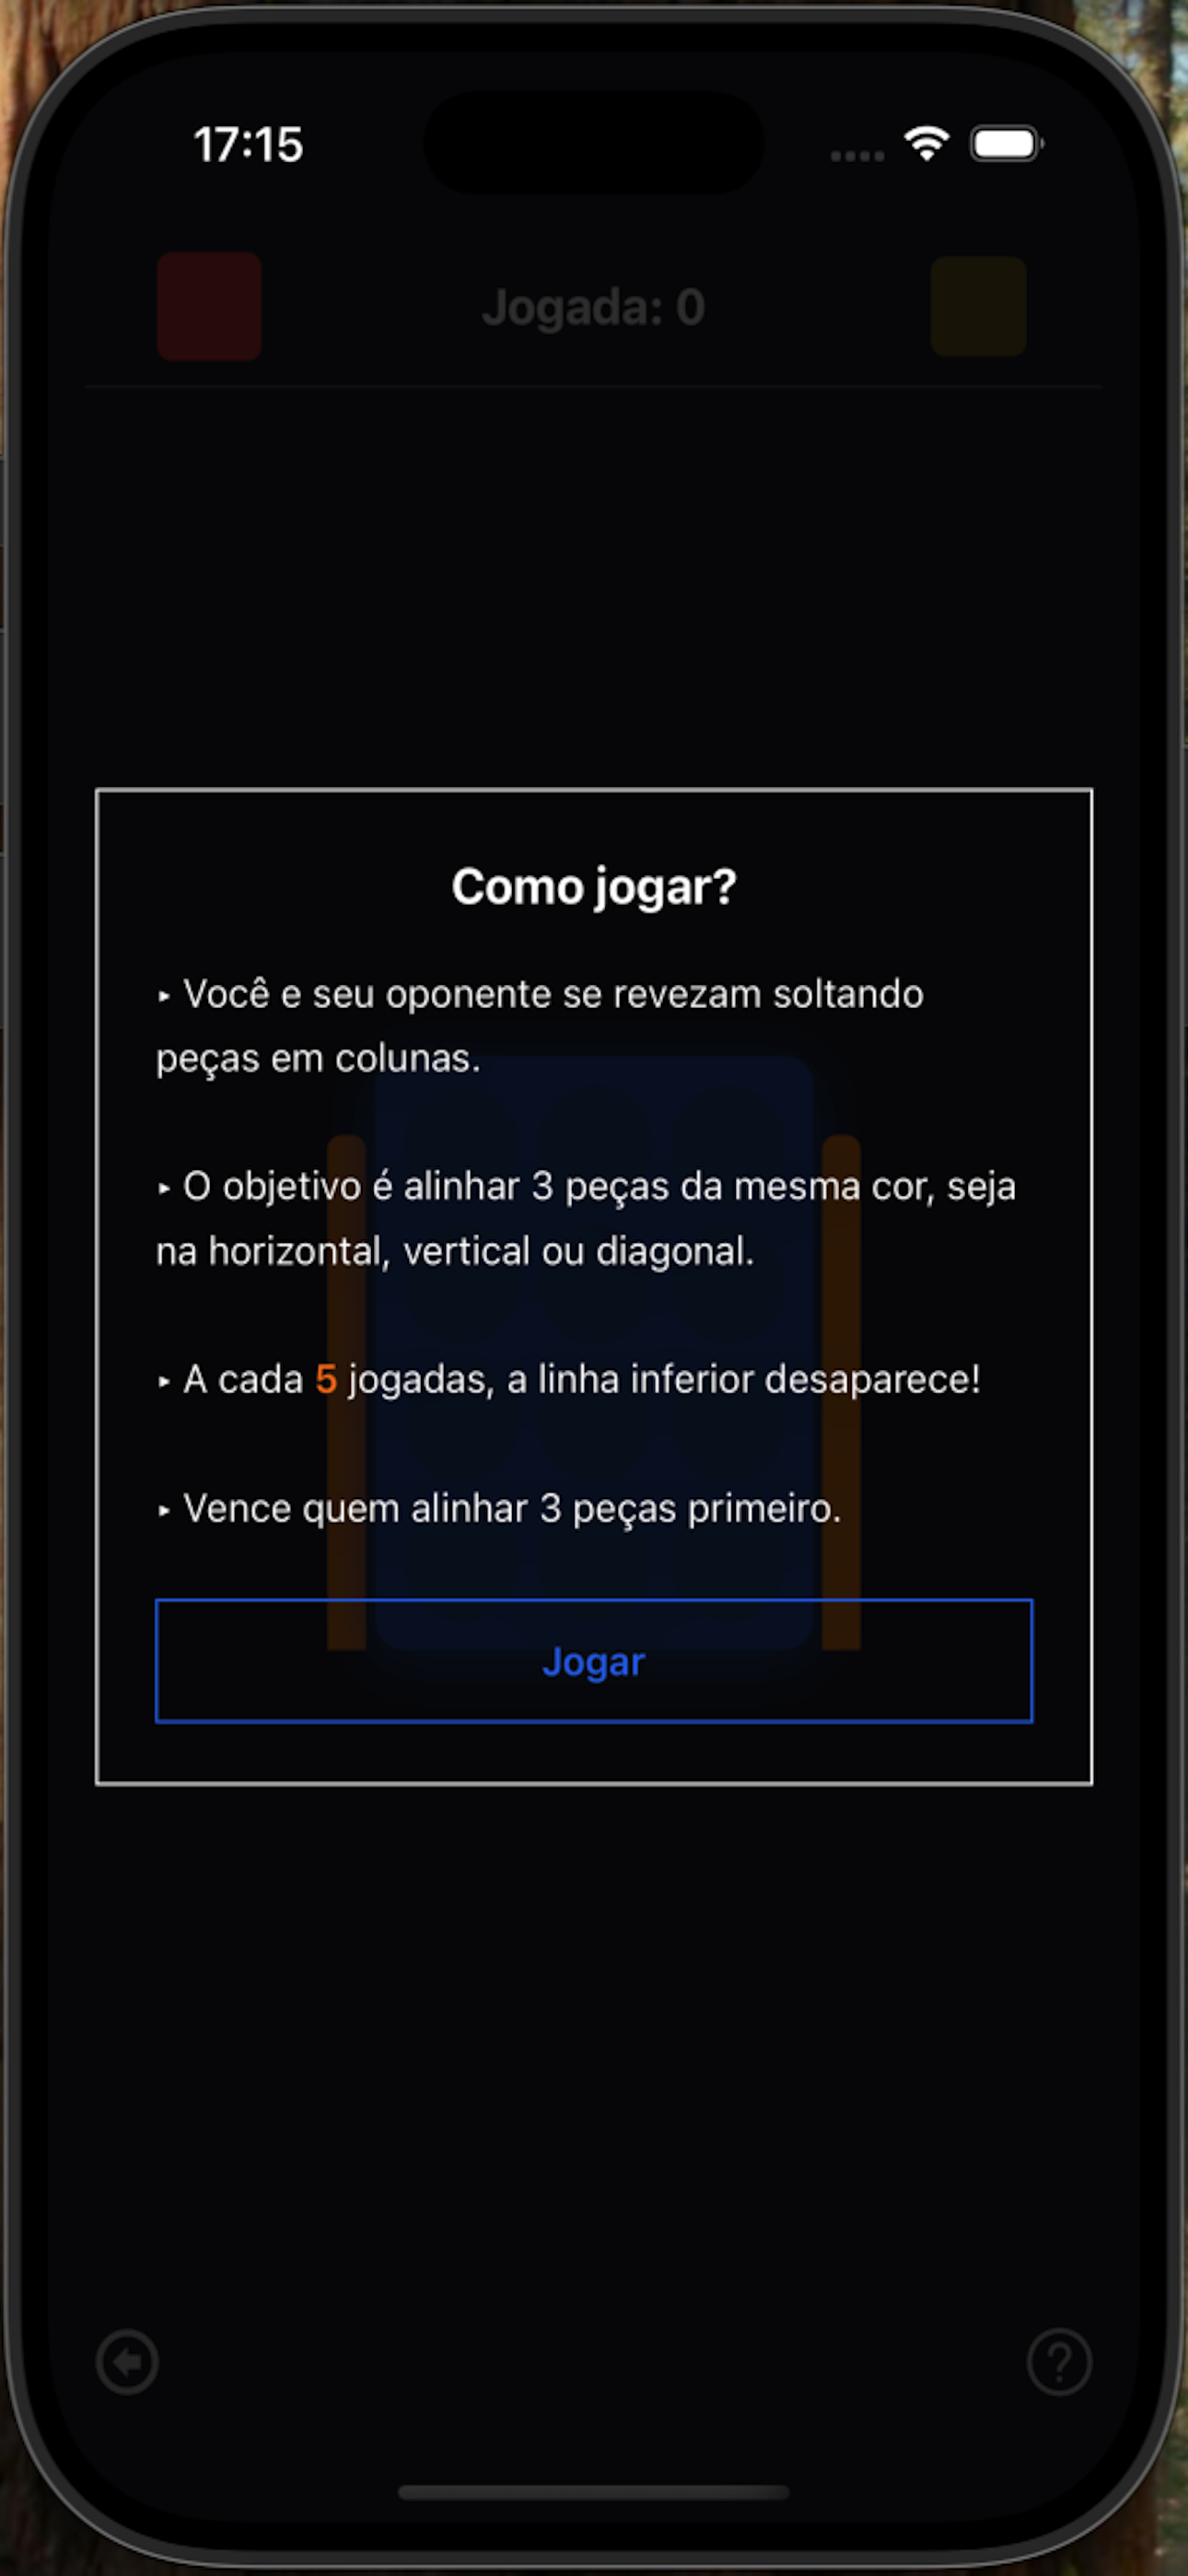 17:15
Jogada: 0
Como jogar?
‣ Você e seu oponente se revezam soltando
peças em colunas.
‣ O objetivo é alinhar 3 peças da mesma cor, seja
na horizontal, vertical ou diagonal.
‣ A cada 5 jogadas, a linha inferior desaparece!
‣ Vence quem alinhar 3 peças primeiro.
Jogar
?